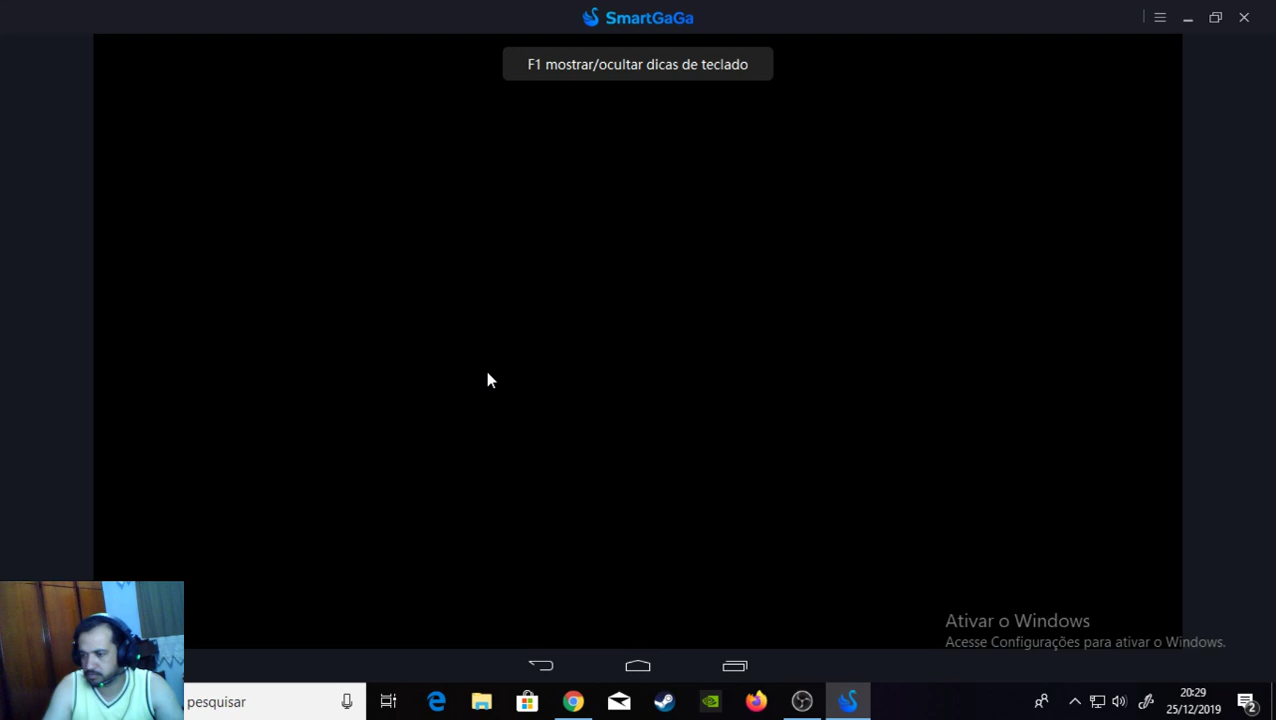 SmartGaGa
F1 mostrar/ocultar dicas de teclado
Ativar o Windows
Acesse Configurações para ativar o Windows.
pesquisar
20:29
25/12/2019
2